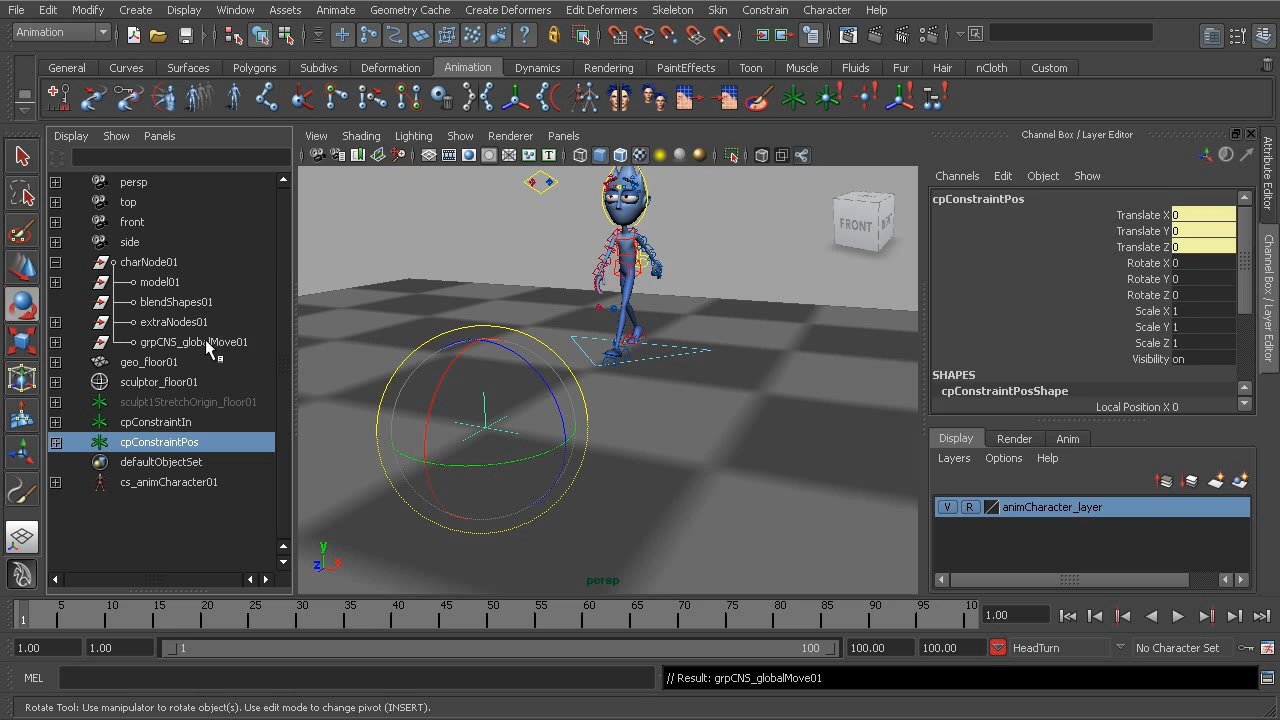 File Edit Modify Create Display Window Assets Animate Geometry Cache Create Deformers Edit Deformers Skeleton Skin Constrain Character Help
Animation
General Curves Surfaces Polygons Subdivs Deformation Animation Dynamics Rendering PaintEffects Toon Muscle Fluids Fur Hair nCloth Custom
Display Show Panels
persp
top
front
side
charNode01
model01
blendShapes01
extraNodes01
grpCNS_globalMove01
geo_floor01
sculptor_floor01
sculpt1StretchOrigin_floor01
cpConstraintIn
cpConstraintPos
defaultObjectSet
cs_animCharacter01
View Shading Lighting Show Renderer Panels
FRONT
y
z x
persp
Channel Box / Layer Editor
Channels Edit Object Show
cpConstraintPos
Translate X 0
Translate Y 0
Translate Z 0
Rotate X 0
Rotate Y 0
Rotate Z 0
Scale X 1
Scale Y 1
Scale Z 1
Visibility on
SHAPES
cpConstraintPosShape
Local Position X 0
Display Render Anim
Layers Options Help
V R animCharacter_layer
Attribute Editor
Channel Box / Layer Editor
1 5 10 15 20 25 30 35 40 45 50 55 60 65 70 75 80 85 90 95 10 1.00
1.00 1.00 1 100 100.00 100.00 HeadTurn No Character Set
MEL // Result: grpCNS_globalMove01
Rotate Tool: Use manipulator to rotate object(s). Use edit mode to change pivot (INSERT).